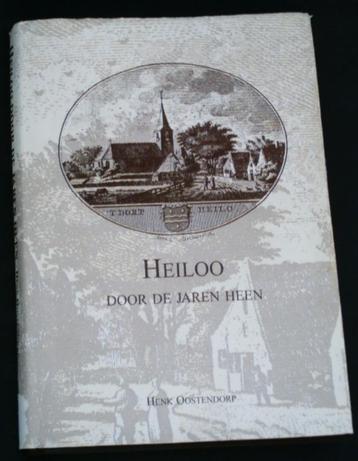 'T DORP HEILO
HEILOO
DOOR DE JAREN HEEN
HENK OOSTENDORP